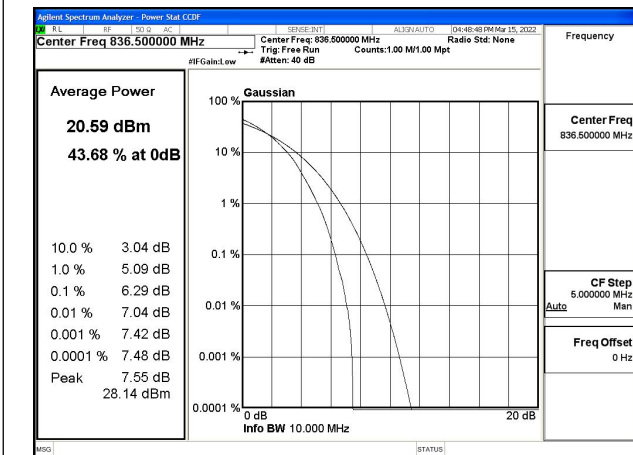 Agilent Spectrum Analyzer - Power Stat CCDF
RL RF 50 Ω AC SENSE:INT ALIGN AUTO 04:48:48 PM Mar 15, 2022
Center Freq 836.500000 MHz
Center Freq: 836.500000 MHz Radio Std: None
Trig: Free Run Counts:1.00 M/1.00 Mpt
#IFGain:Low #Atten: 40 dB
Average Power
20.59 dBm
43.68 % at 0dB
10.0 % 3.04 dB
1.0 % 5.09 dB
0.1 % 6.29 dB
0.01 % 7.04 dB
0.001 % 7.42 dB
0.0001 % 7.48 dB
Peak 7.55 dB
28.14 dBm
Gaussian
100 %
10 %
1 %
0.1 %
0.01 %
0.001 %
0.0001 %
0 dB 20 dB
Info BW 10.000 MHz
Frequency
Center Freq
836.500000 MHz
CF Step
5.000000 MHz
Auto Man
Freq Offset
0 Hz
MSG STATUS